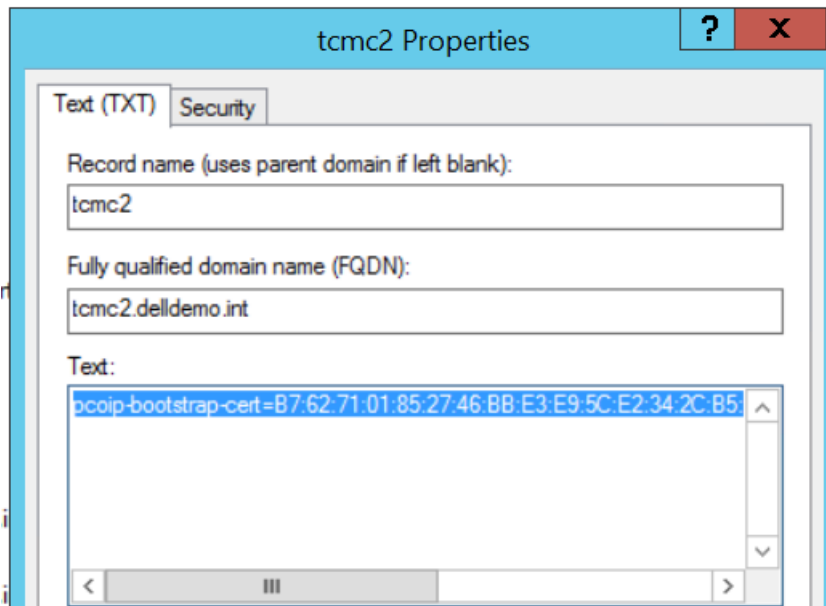 tcmc2 Properties
?
X
Text (TXT)
Security
Record name (uses parent domain if left blank):
tcmc2
Fully qualified domain name (FQDN):
tcmc2.delldemo.int
Text:
pcoip-bootstrap-cert=B7:62:71:01:85:27:46:BB:E3:E9:5C:E2:34:2C:B5: